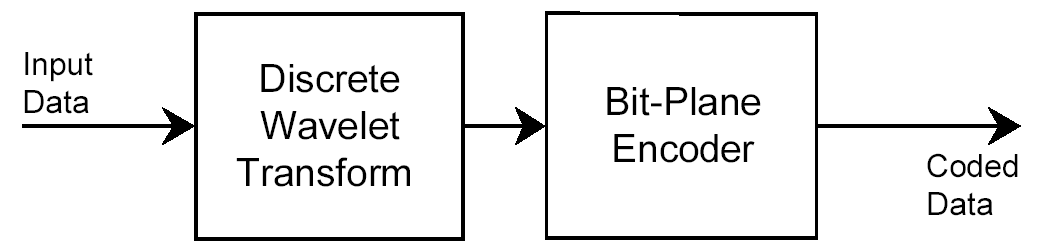 Input
Data
Discrete
Wavelet
Transform
Bit-Plane
Encoder
Coded
Data